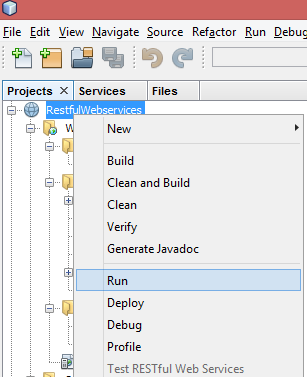 File Edit View Navigate Source Refactor Run Debu
Projects × Services Files
RestfulWebservices
W
New
Build
Clean and Build
Clean
Verify
Generate Javadoc
Run
Deploy
Debug
Profile
Test RESTful Web Services